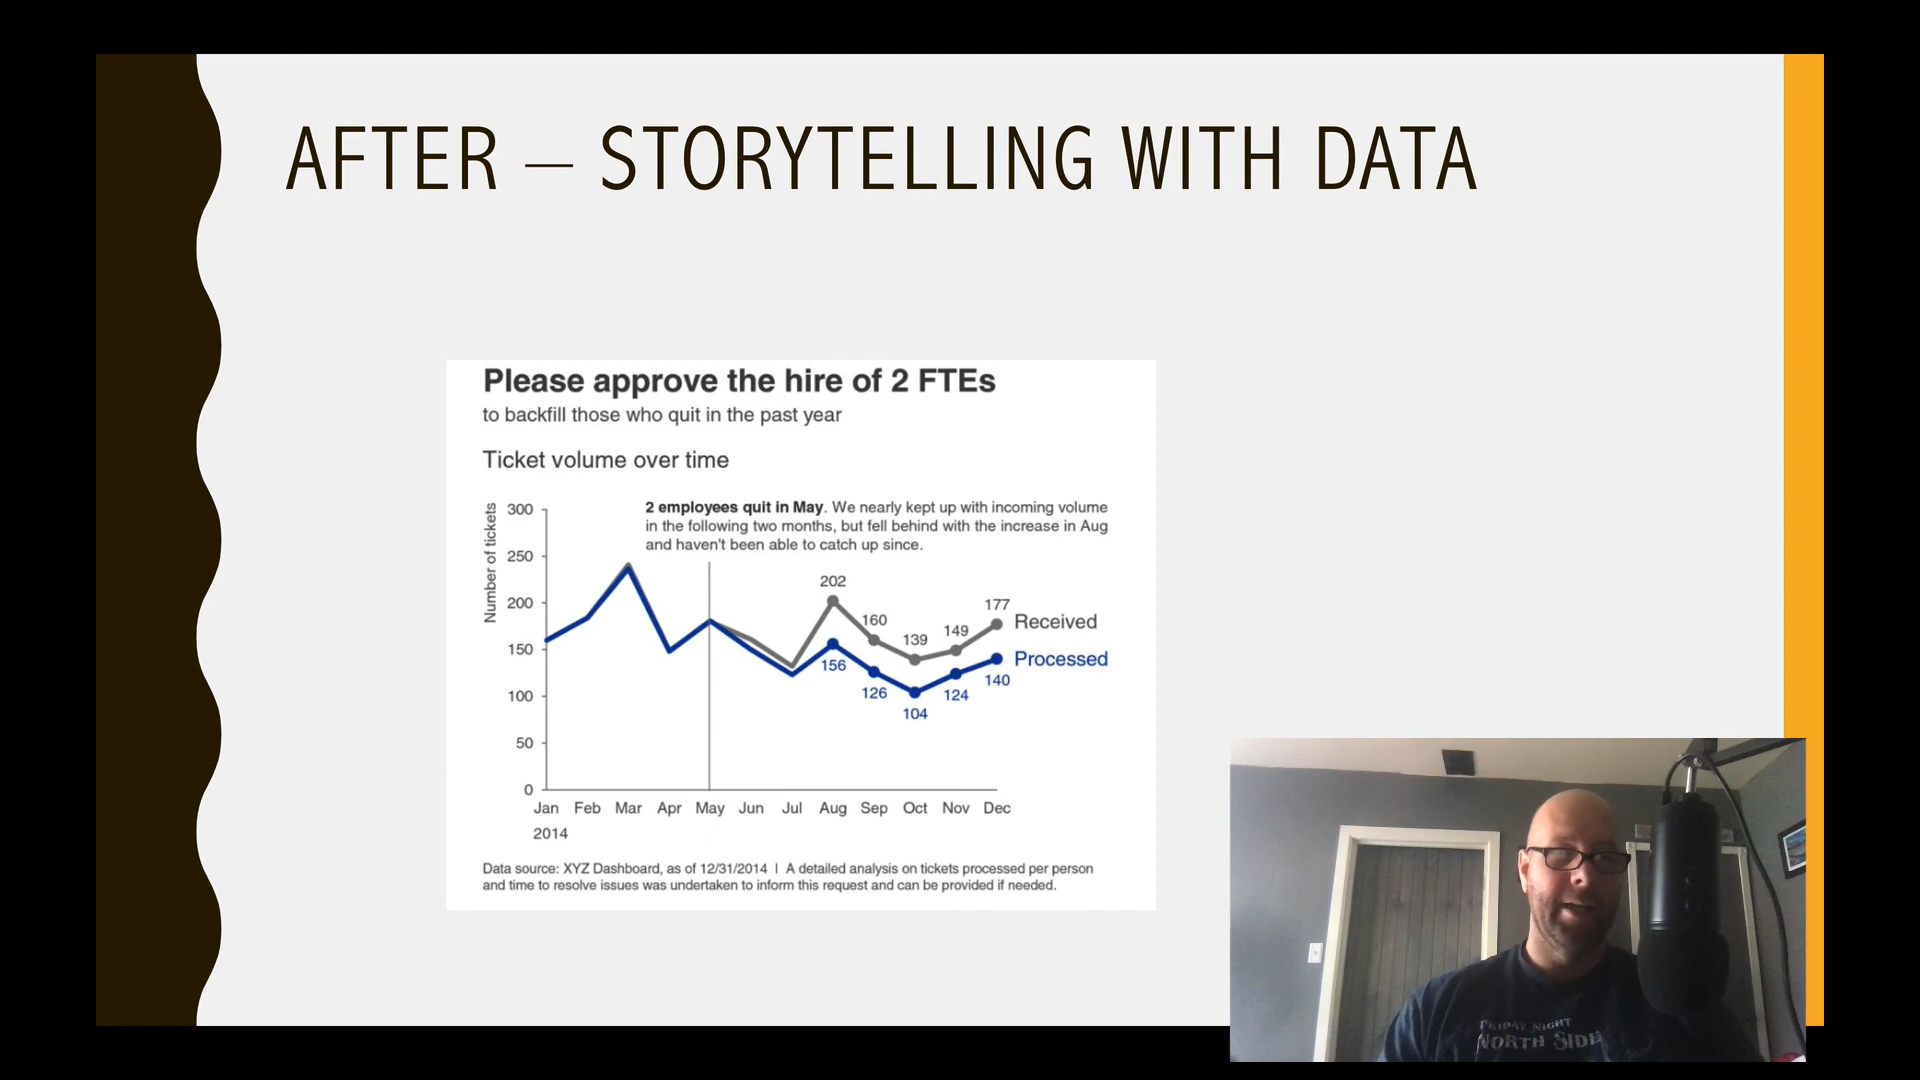 AFTER – STORYTELLING WITH DATA
Please approve the hire of 2 FTEs
to backfill those who quit in the past year
Ticket volume over time
Number of tickets
300
250
200
150
100
50
0
2 employees quit in May. We nearly kept up with incoming volume
in the following two months, but fell behind with the increase in Aug
and haven't been able to catch up since.
202
160
139
149
177
Received
Processed
156
126
104
124
140
Jan Feb Mar Apr May Jun Jul Aug Sep Oct Nov Dec
2014
Data source: XYZ Dashboard, as of 12/31/2014 | A detailed analysis on tickets processed per person
and time to resolve issues was undertaken to inform this request and can be provided if needed.
FRIDAY NIGHT
NORTH SIDE